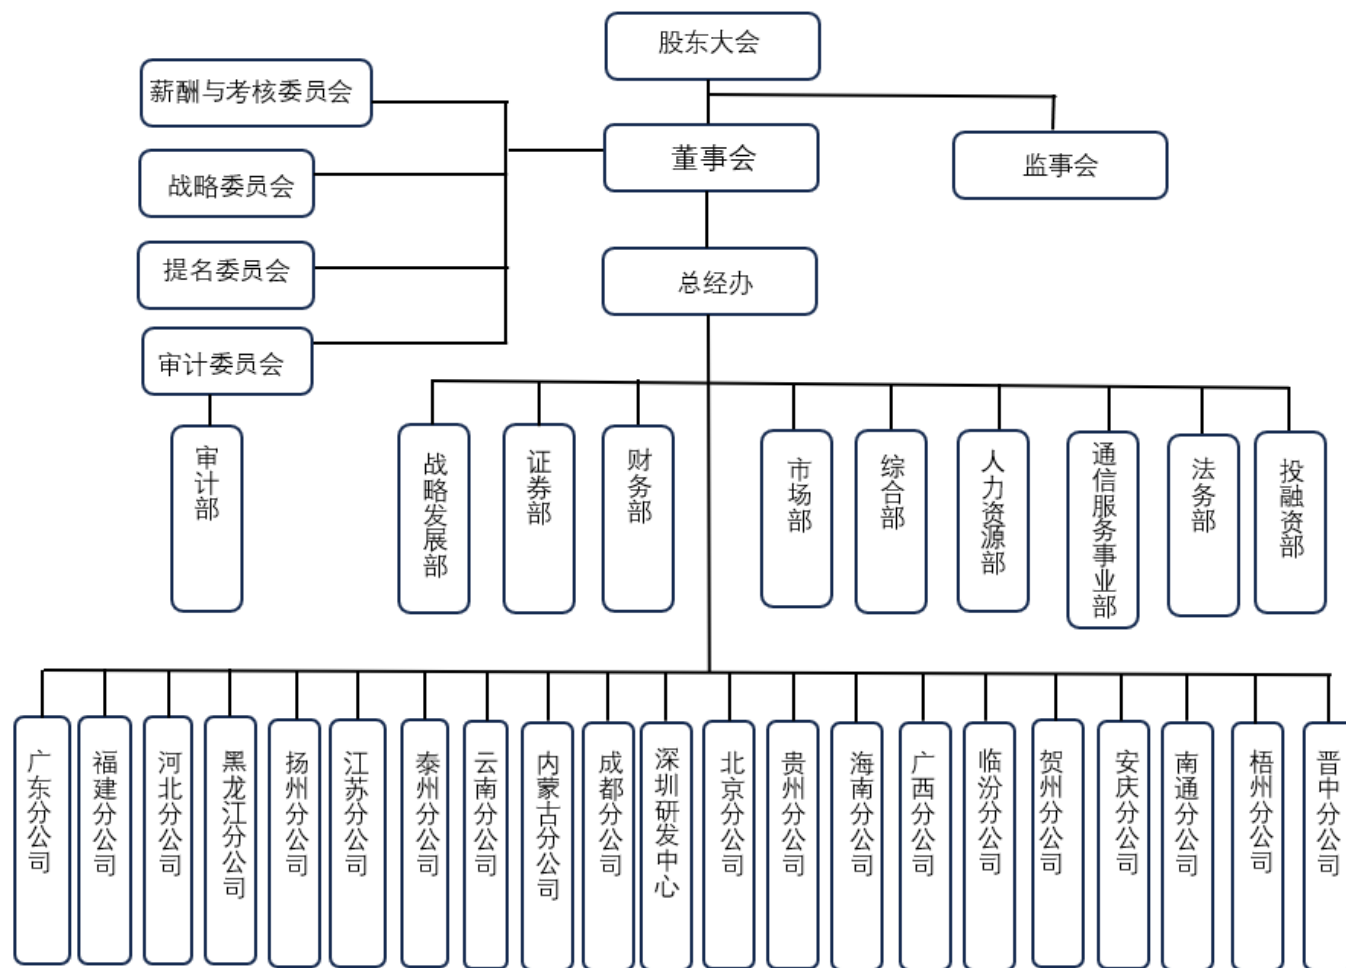 股东大会
薪酬与考核委员会
董事会
监事会
战略委员会
提名委员会
总经办
审计委员会
审计部
战略发展部
证券部
财务部
市场部
综合部
人力资源部
通信服务事业部
法务部
投融资部
广东分公司
福建分公司
河北分公司
黑龙江分公司
扬州分公司
江苏分公司
泰州分公司
云南分公司
内蒙古分公司
成都分公司
深圳研发中心
北京分公司
贵州分公司
海南分公司
广西分公司
临汾分公司
贺州分公司
安庆分公司
南通分公司
梧州分公司
晋中分公司